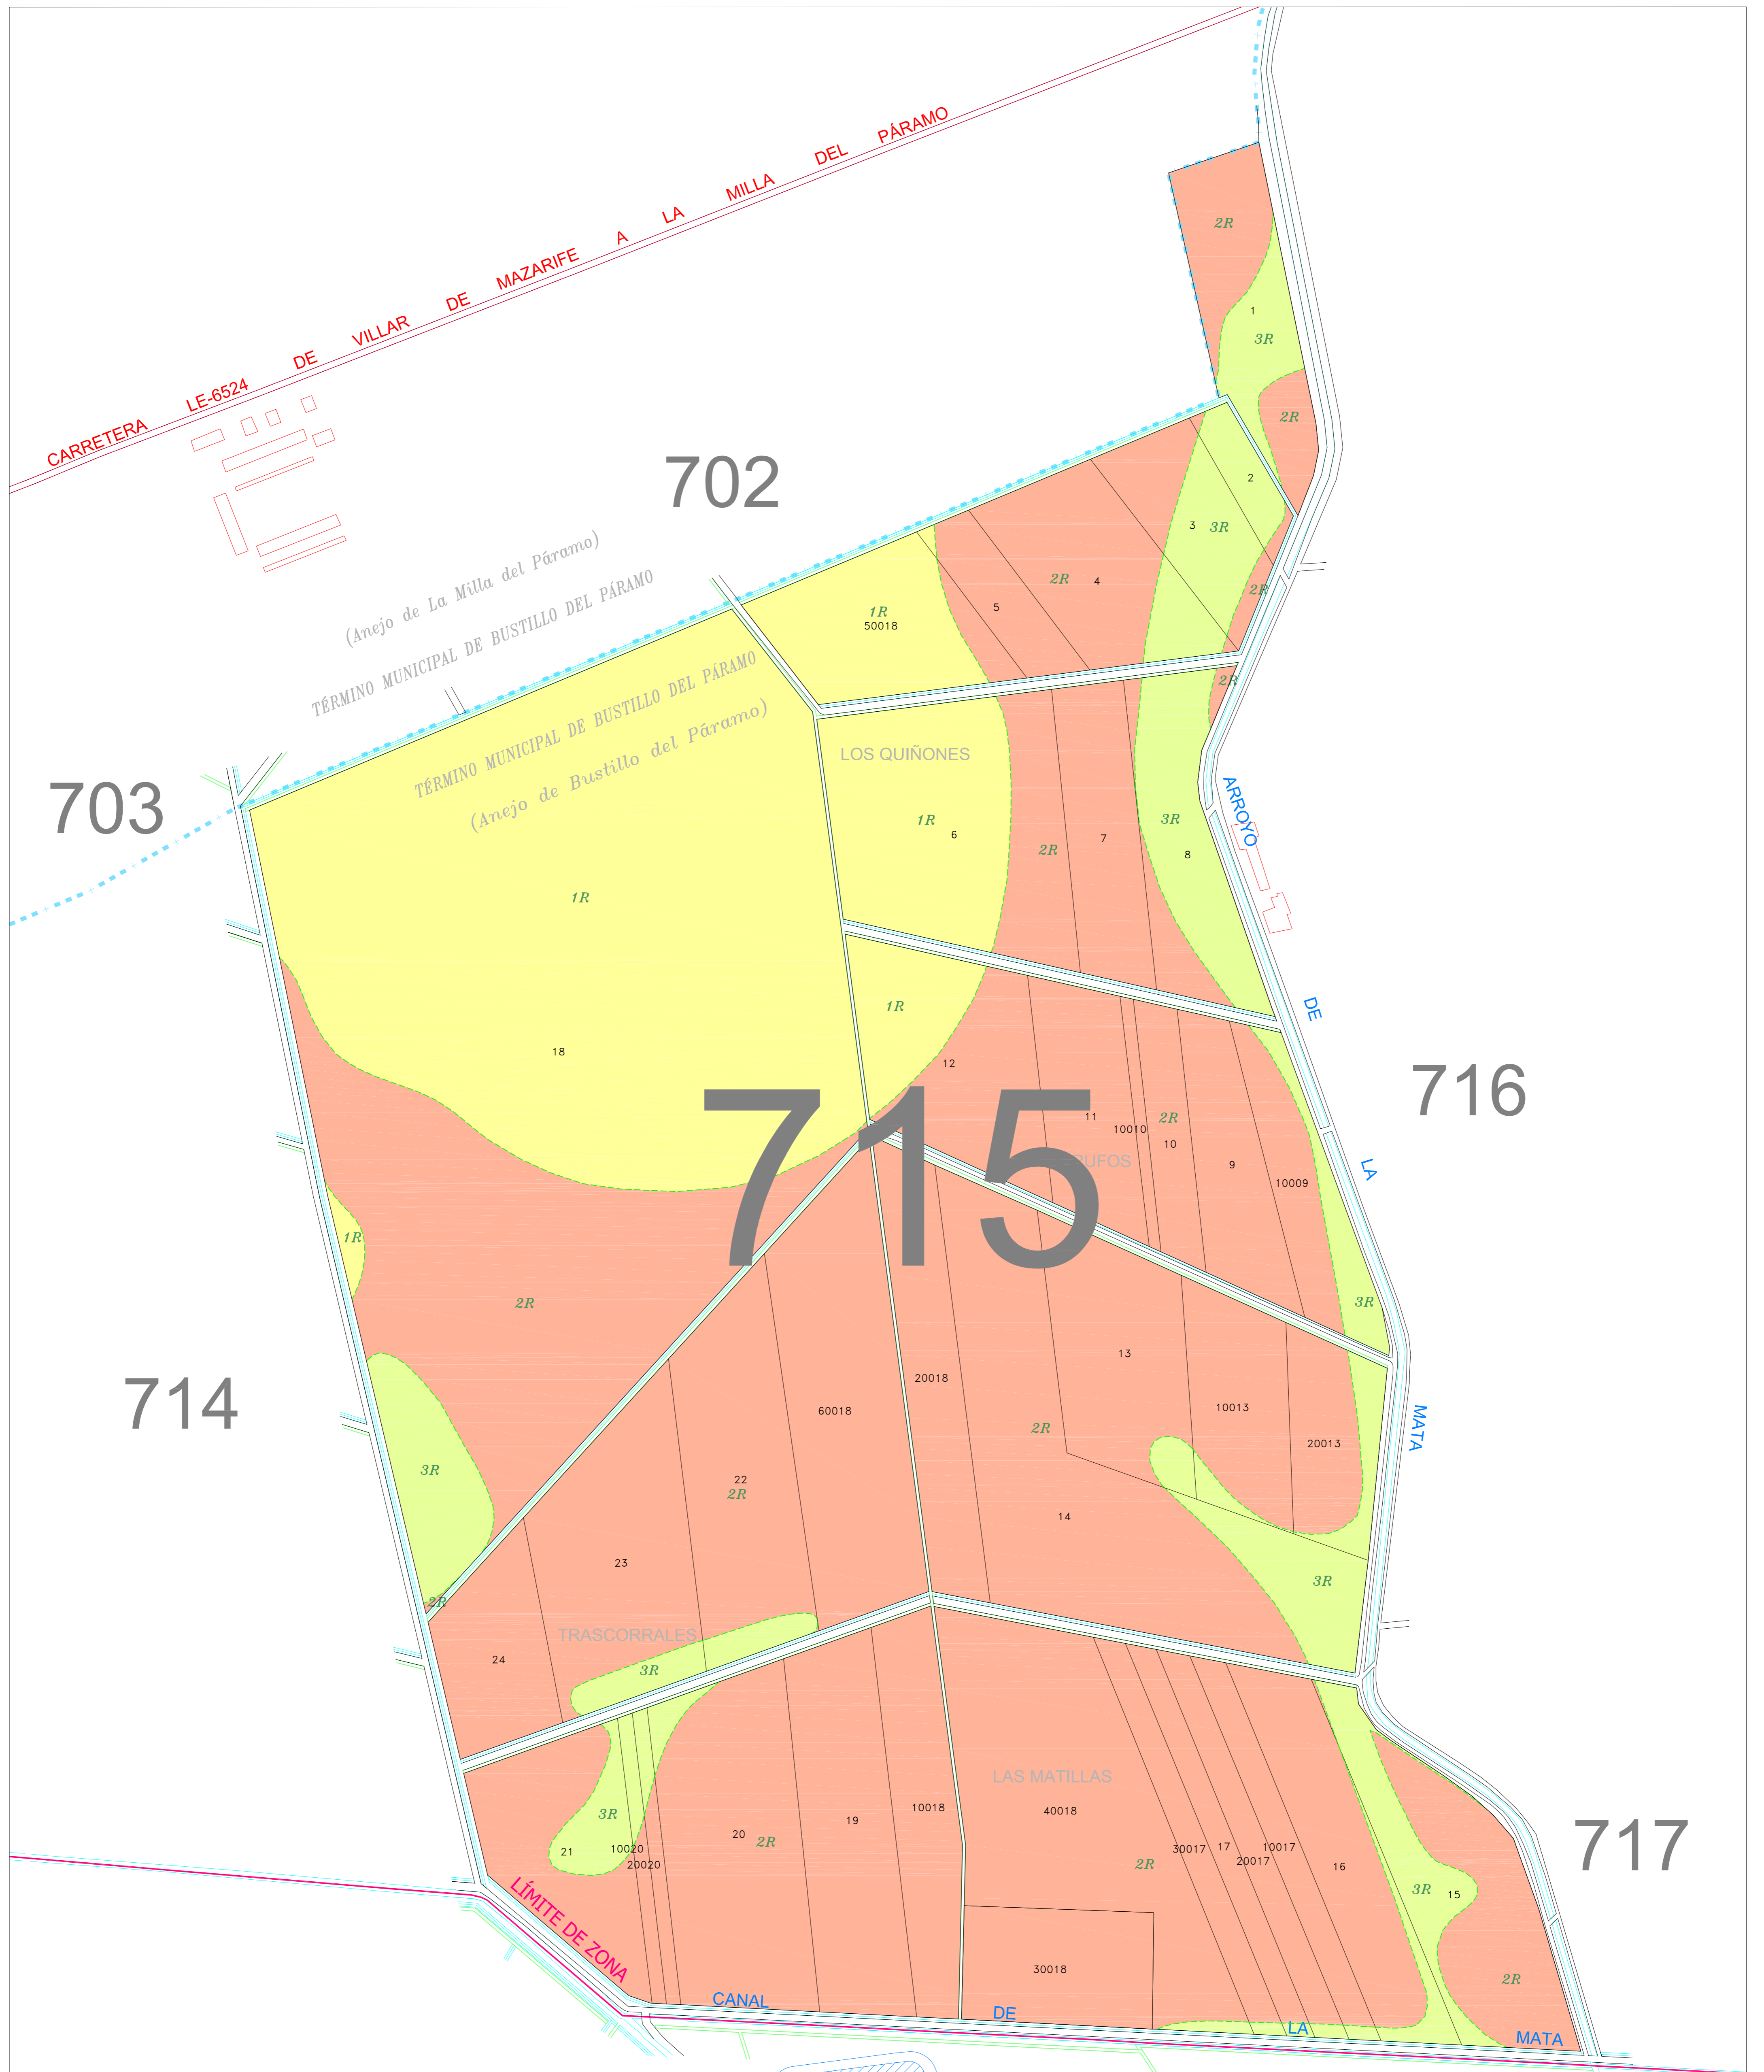 CARRETERA LE-6524 DE VILLAR DE MAZARIFE A LA MILLA DEL PÁRAMO
2R
1
3R
2R
702
2
3
3R
4
2R
5
2R
1R
50018
(Anejo de La Milla del Páramo)
TÉRMINO MUNICIPAL DE BUSTILLO DEL PÁRAMO
TÉRMINO MUNICIPAL DE BUSTILLO DEL PÁRAMO
(Anejo de Bustillo del Páramo)
2R
LOS QUIÑONES
703
ARROYO DE LA MATA
1R
6
2R
7
3R
8
1R
1R
18
12
715
716
11
10010
2R
10
RUFOS
9
10009
1R
2R
3R
13
714
20018
60018
10013
2R
20013
3R
22
2R
14
23
3R
2R
TRASCORRALES
24
3R
LAS MATILLAS
717
3R
40018
10018
19
20
2R
21
10020
20020
30017
17
20017
10017
2R
16
3R
15
LÍMITE DE ZONA
30018
2R
CANAL DE LA MATA